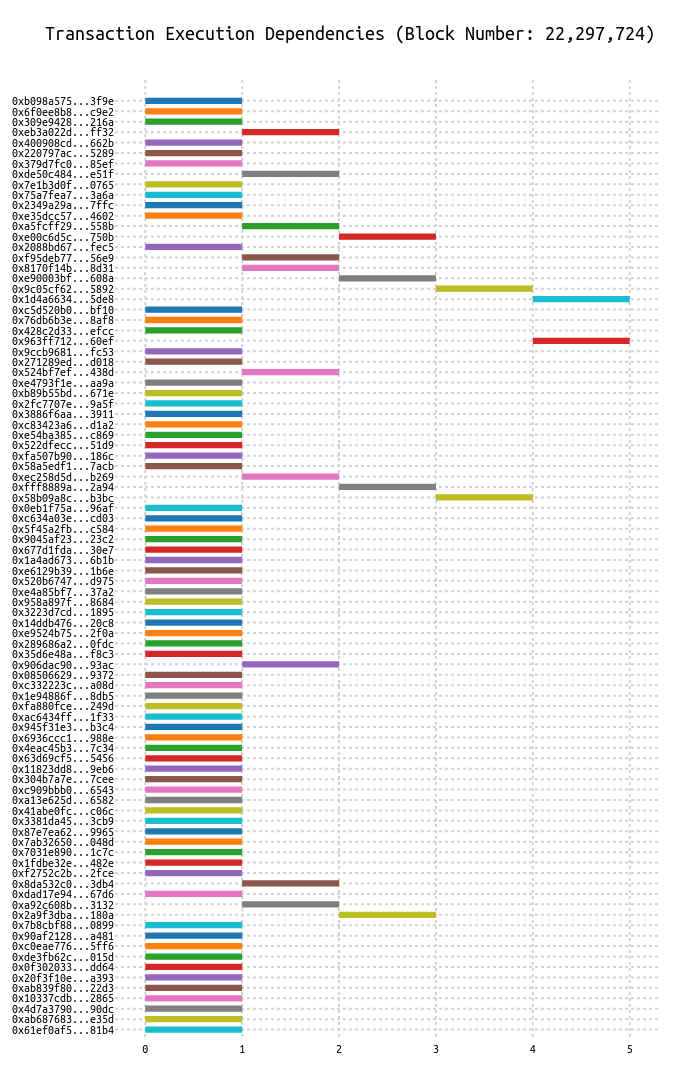 Transaction Execution Dependencies (Block Number: 22,297,724)
0xb098a575...3f9e
0x6f0ee8b8...c9e2
0x309e9428...216a
0xeb3a022d...ff32
0x400908cd...662b
0x220797ac...5289
0x379d7fc0...85ef
0xde50c484...e51f
0x7e1b3d0f...0765
0x75a7fea7...3a6a
0x2349a29a...7ffc
0xe35dcc57...4602
0xa5fcff29...558b
0xe00c6d5c...750b
0x2088bd67...fec5
0xf95deb77...56e9
0x8170f14b...8d31
0xe90003bf...608a
0x9c05cf62...5892
0x1d4a6634...5de8
0xc5d520b0...bf10
0x76db6b3e...8af8
0x428c2d33...efcc
0x963ff712...60ef
0x9ccb9681...fc53
0x271289ed...d018
0x524bf7ef...438d
0xe4793f1e...aa9a
0xb89b55bd...671e
0x2fc7707e...9a5f
0x3886f6aa...3911
0xc83423a6...d1a2
0xe54ba385...c869
0x522dfecc...51d9
0xfa507b90...186c
0x58a5edf1...7acb
0xec258d5d...b269
0xfff8889a...2a94
0x58b09a8c...b3bc
0x0eb1f75a...96af
0xc634a03e...cd03
0x5f45a2fb...c584
0x9045af23...23c2
0x677d1fda...30e7
0x1a4ad673...6b1b
0xe6129b39...1b6e
0x520b6747...d975
0xe4a85bf7...37a2
0x958a897f...8684
0x3223d7cd...1895
0x14ddb476...20c8
0xe9524b75...2f0a
0x289686a2...0fdc
0x35d6e48a...f8c3
0x906dac90...93ac
0x08506629...9372
0xc332223c...a08d
0x1e94886f...8db5
0xfa880fce...249d
0xac6434ff...1f33
0x945f31e3...b3c4
0x6936ccc1...988e
0x4eac45b3...7c34
0x63d69cf5...5456
0x11823dd8...9eb6
0x304b7a7e...7cee
0xc909bbb0...6543
0xa13e625d...6582
0x41abe0fc...c06c
0x3381da45...3cb9
0x87e7ea62...9965
0x7ab32650...048d
0x7031e890...1c7c
0x1fdbe32e...482e
0xf2752c2b...2fce
0x8da532c0...3db4
0xdad17e94...67d6
0xa92c608b...3132
0x2a9f3dba...180a
0x7b8cbf88...0899
0x90af2128...a481
0xc0eae776...5ff6
0xde3fb62c...015d
0x0f302033...dd64
0x20f3f10e...a393
0xab839f80...22d3
0x10337cdb...2865
0x4d7a3790...90dc
0xab687683...e35d
0x61ef0af5...81b4
0 1 2 3 4 5